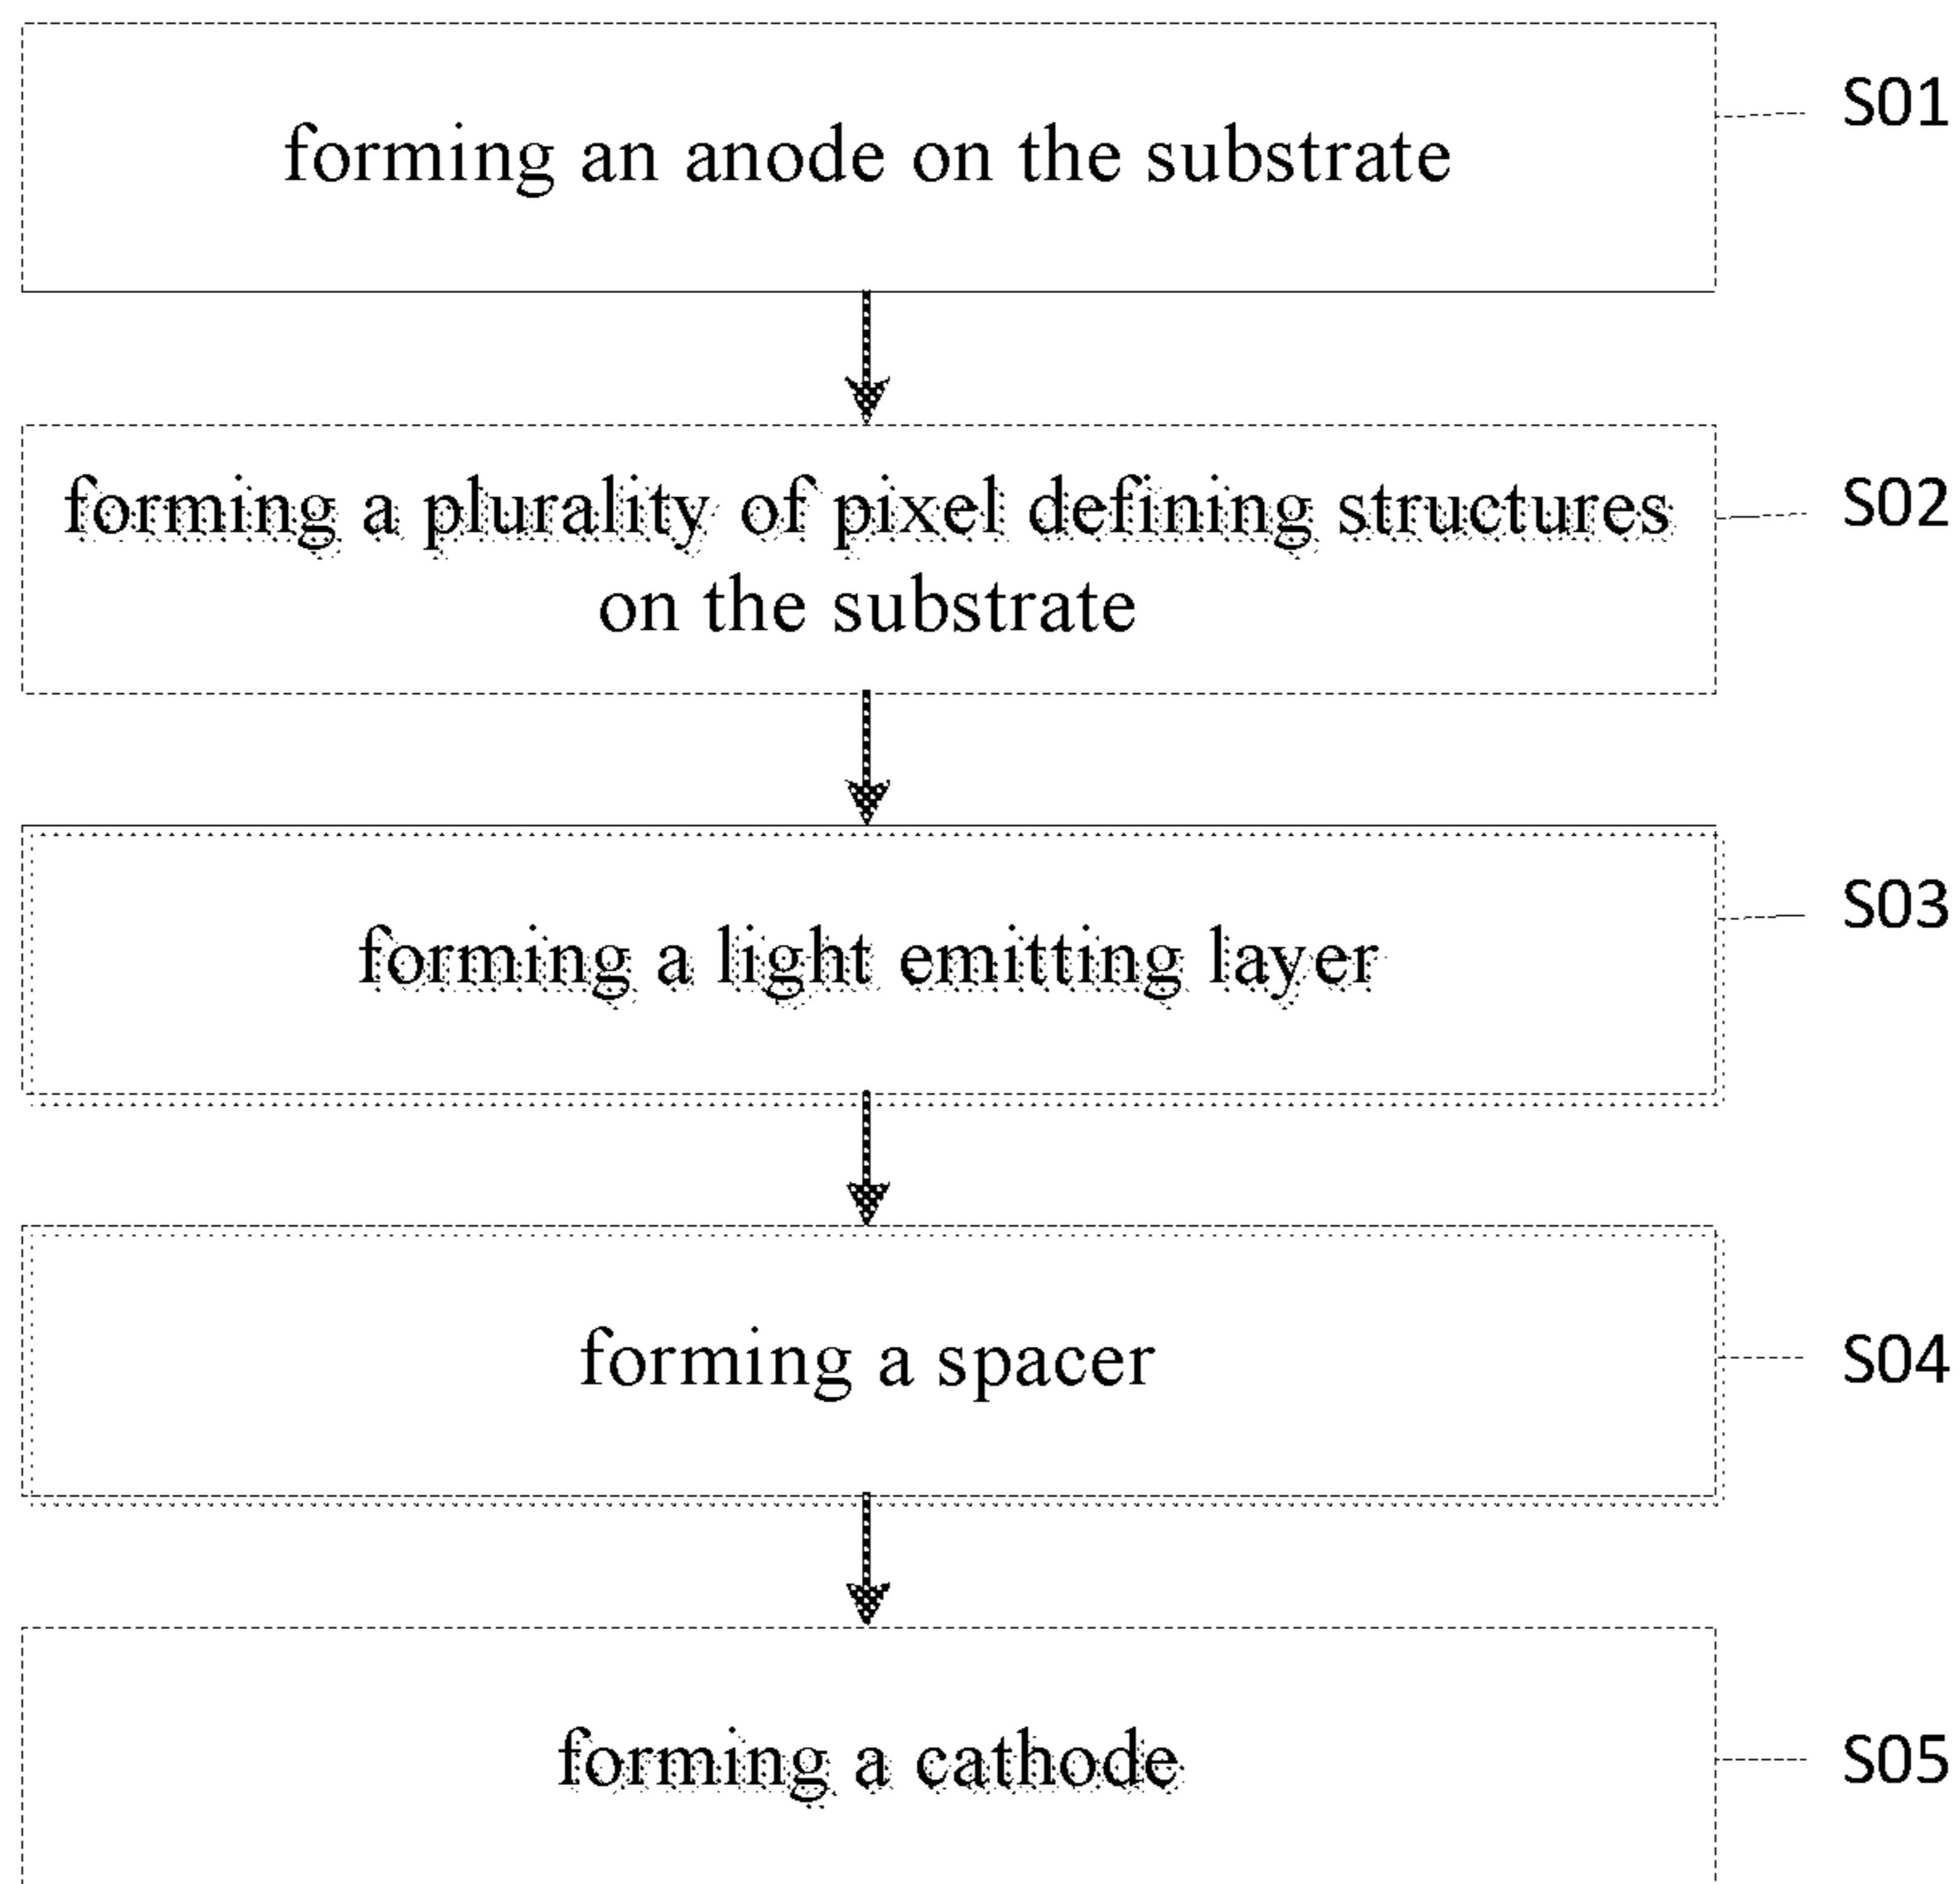 forming an anode on the substrate
S01
forming a plurality of pixel defining structures
on the substrate
S02
forming a light emitting layer
S03
forming a spacer
S04
forming a cathode
S05